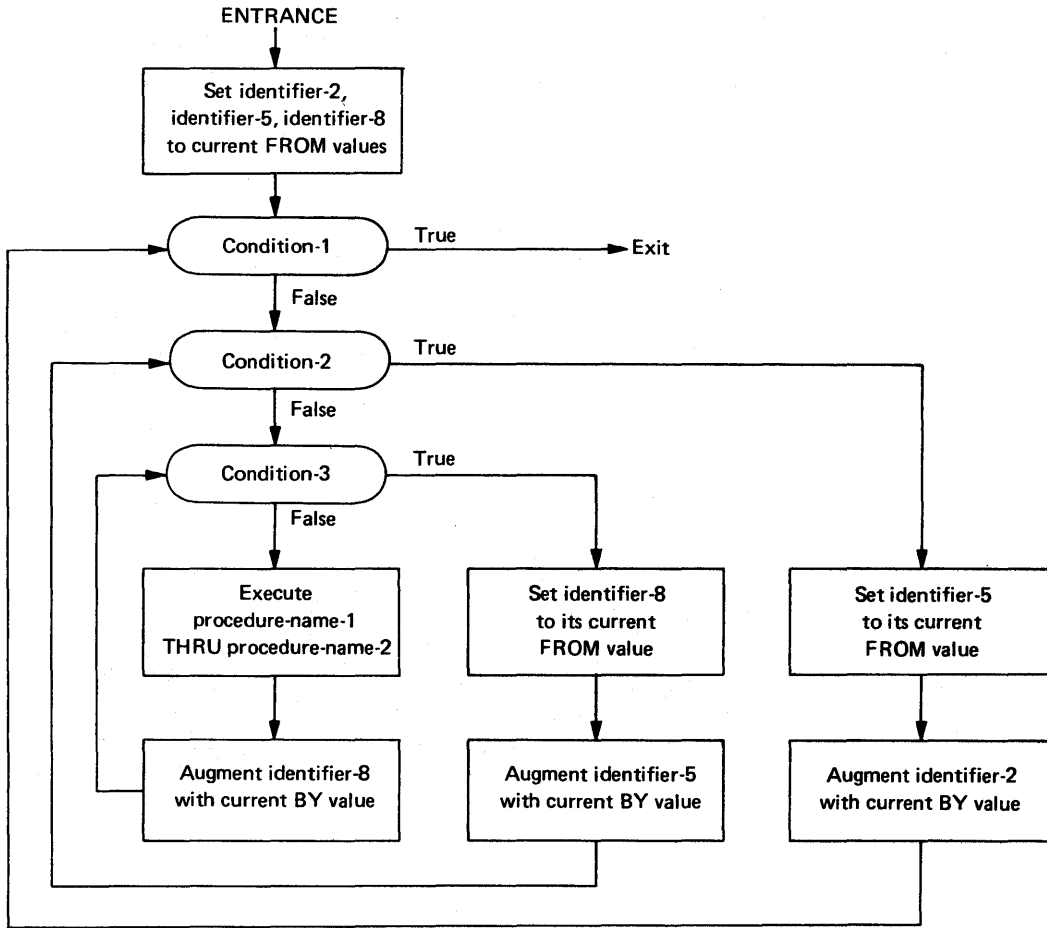 ENTRANCE
Set identifier-2,
identifier-5, identifier-8
to current FROM values
Condition-1
True
Exit
False
Condition-2
True
False
Condition-3
True
False
Execute
procedure-name-1
THRU procedure-name-2
Set identifier-8
to its current
FROM value
Set identifier-5
to its current
FROM value
Augment identifier-8
with current BY value
Augment identifier-5
with current BY value
Augment identifier-2
with current BY value